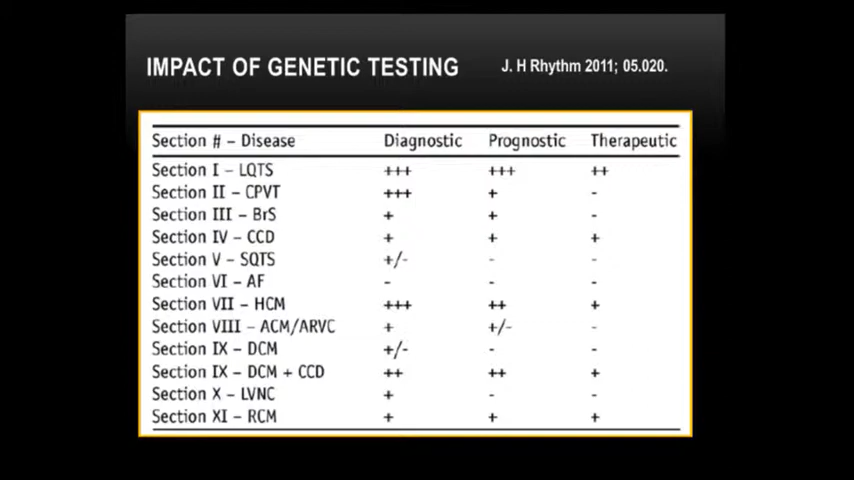 IMPACT OF GENETIC TESTING J. H Rhythm 2011; 05.020.
Section # – Disease Diagnostic Prognostic Therapeutic
Section I – LQTS +++ +++ ++
Section II – CPVT +++ + -
Section III – BrS + + -
Section IV – CCD + + +
Section V – SQTS +/- - -
Section VI – AF - - -
Section VII – HCM +++ ++ +
Section VIII – ACM/ARVC + +/- -
Section IX – DCM +/- - -
Section IX – DCM + CCD ++ ++ +
Section X – LVNC + - -
Section XI – RCM + + +